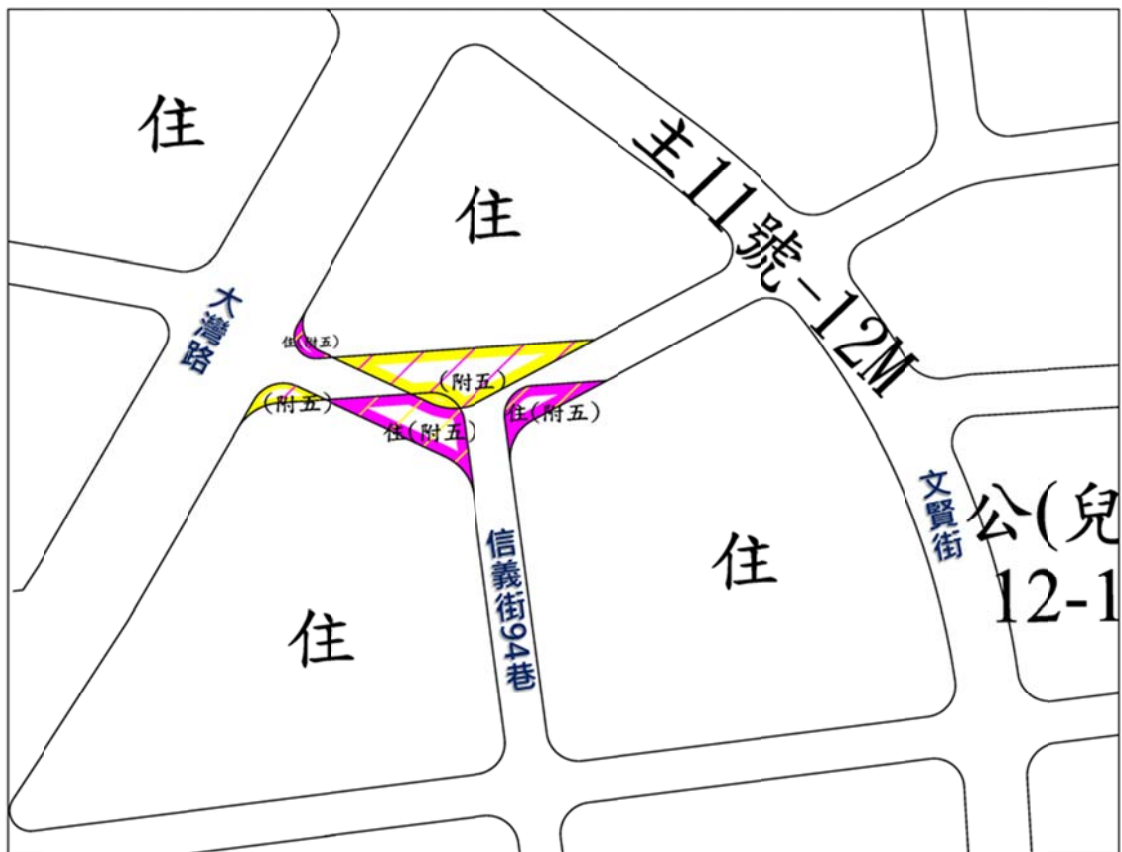 住
住
主11號-12M
大灣路
住(附五)
(附五)
(附五)
住(附五)
住(附五)
文賢街
公(兒
12-1
信義街94巷
住
住